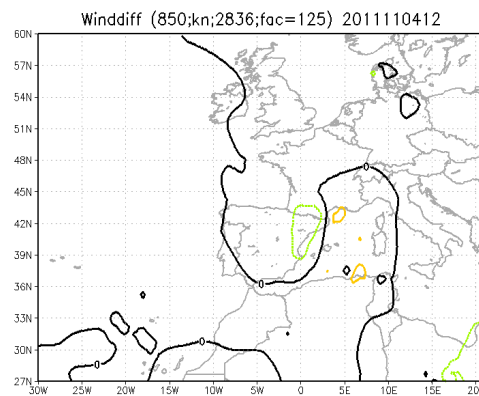 Winddiff (850;kn;2836;fac=125) 2011110412
60N
57N
54N
51N
48N
45N
42N
39N
36N
33N
30N
27N
0
0
0
0
30W 25W 20W 15W 10W 5W 0 5E 10E 15E 20